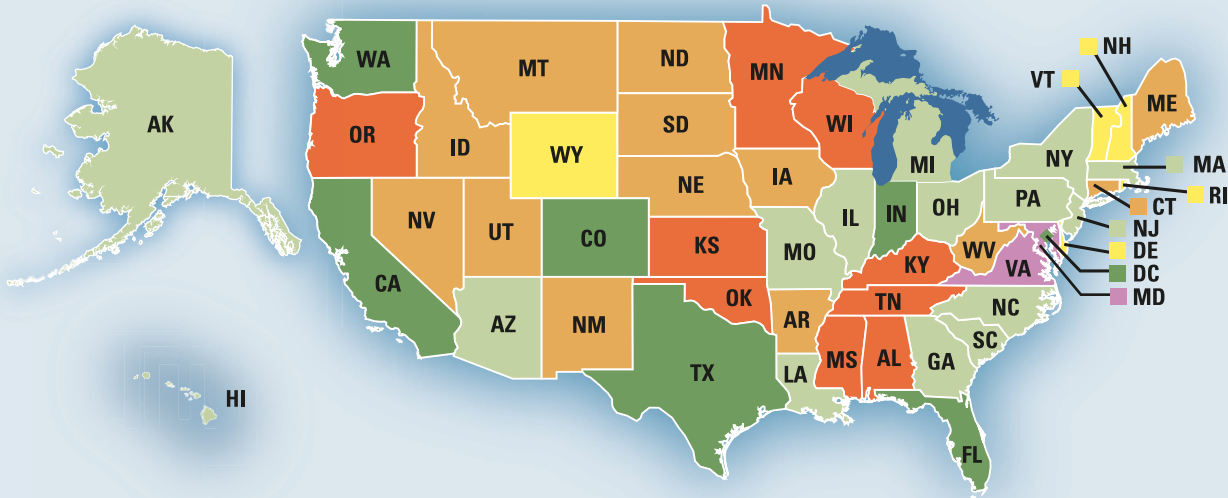 NH
VT
WA
MT
ND
MN
ME
AK
OR
ID
SD
WI
WY
NY
MI
MA
NE
IA
PA
RI
CT
NV
UT
CO
IL
IN
OH
NJ
KS
MO
WV
DE
CA
KY
VA
DC
MD
OK
TN
NC
AZ
NM
AR
SC
MS
AL
GA
TX
LA
HI
FL